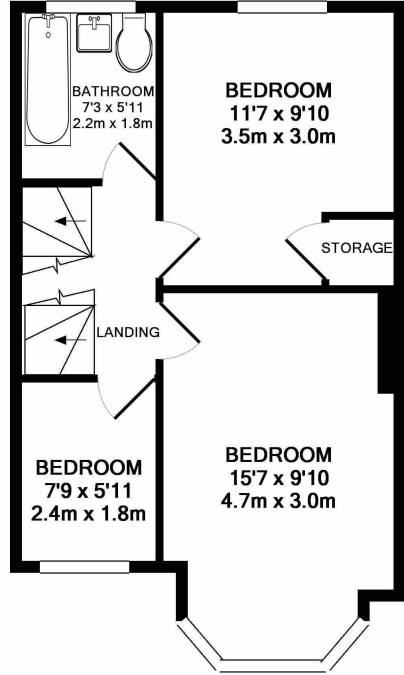 BATHROOM
7'3 x 5'11
2.2m x 1.8m
BEDROOM
11'7 x 9'10
3.5m x 3.0m
STORAGE
LANDING
BEDROOM
7'9 x 5'11
2.4m x 1.8m
BEDROOM
15'7 x 9'10
4.7m x 3.0m